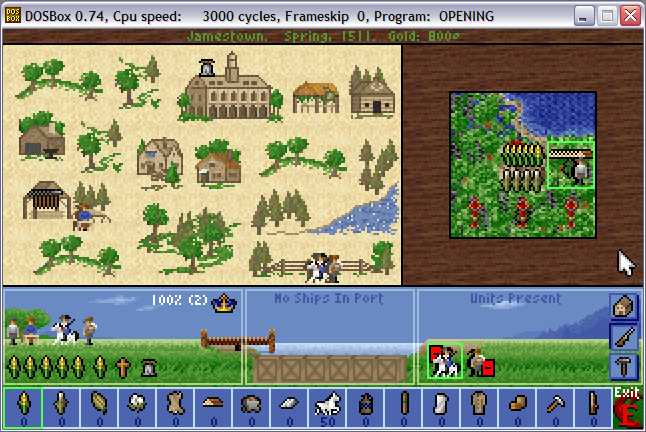 DOS
BOX
DOSBox 0.74, Cpu speed: 3000 cycles, Frameskip 0, Program: OPENING
Jamestown. Spring, 1511. Gold: 800°
100% (2)
No Ships In Port
Units Present
Exit
0 0 0 0 0 0 0 0 50 0 0 0 0 0 0 0